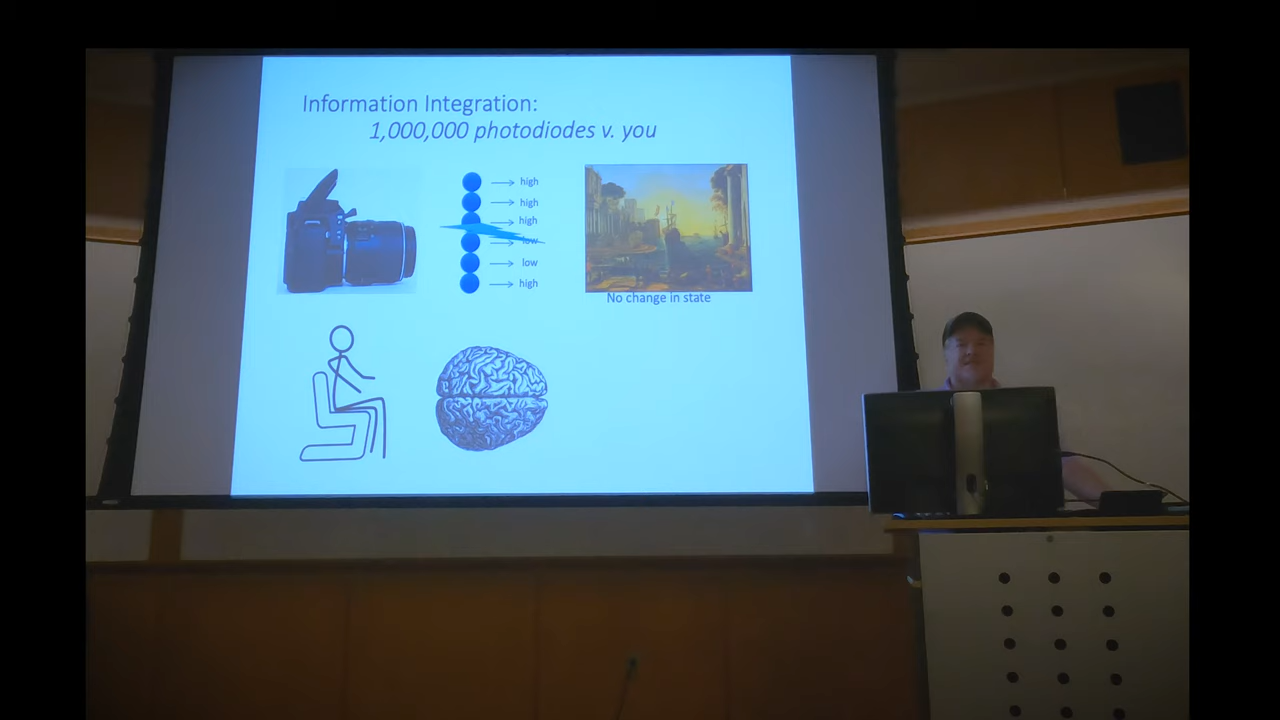 Information Integration:
1,000,000 photodiodes v. you
high
high
high
low
low
high
No change in state